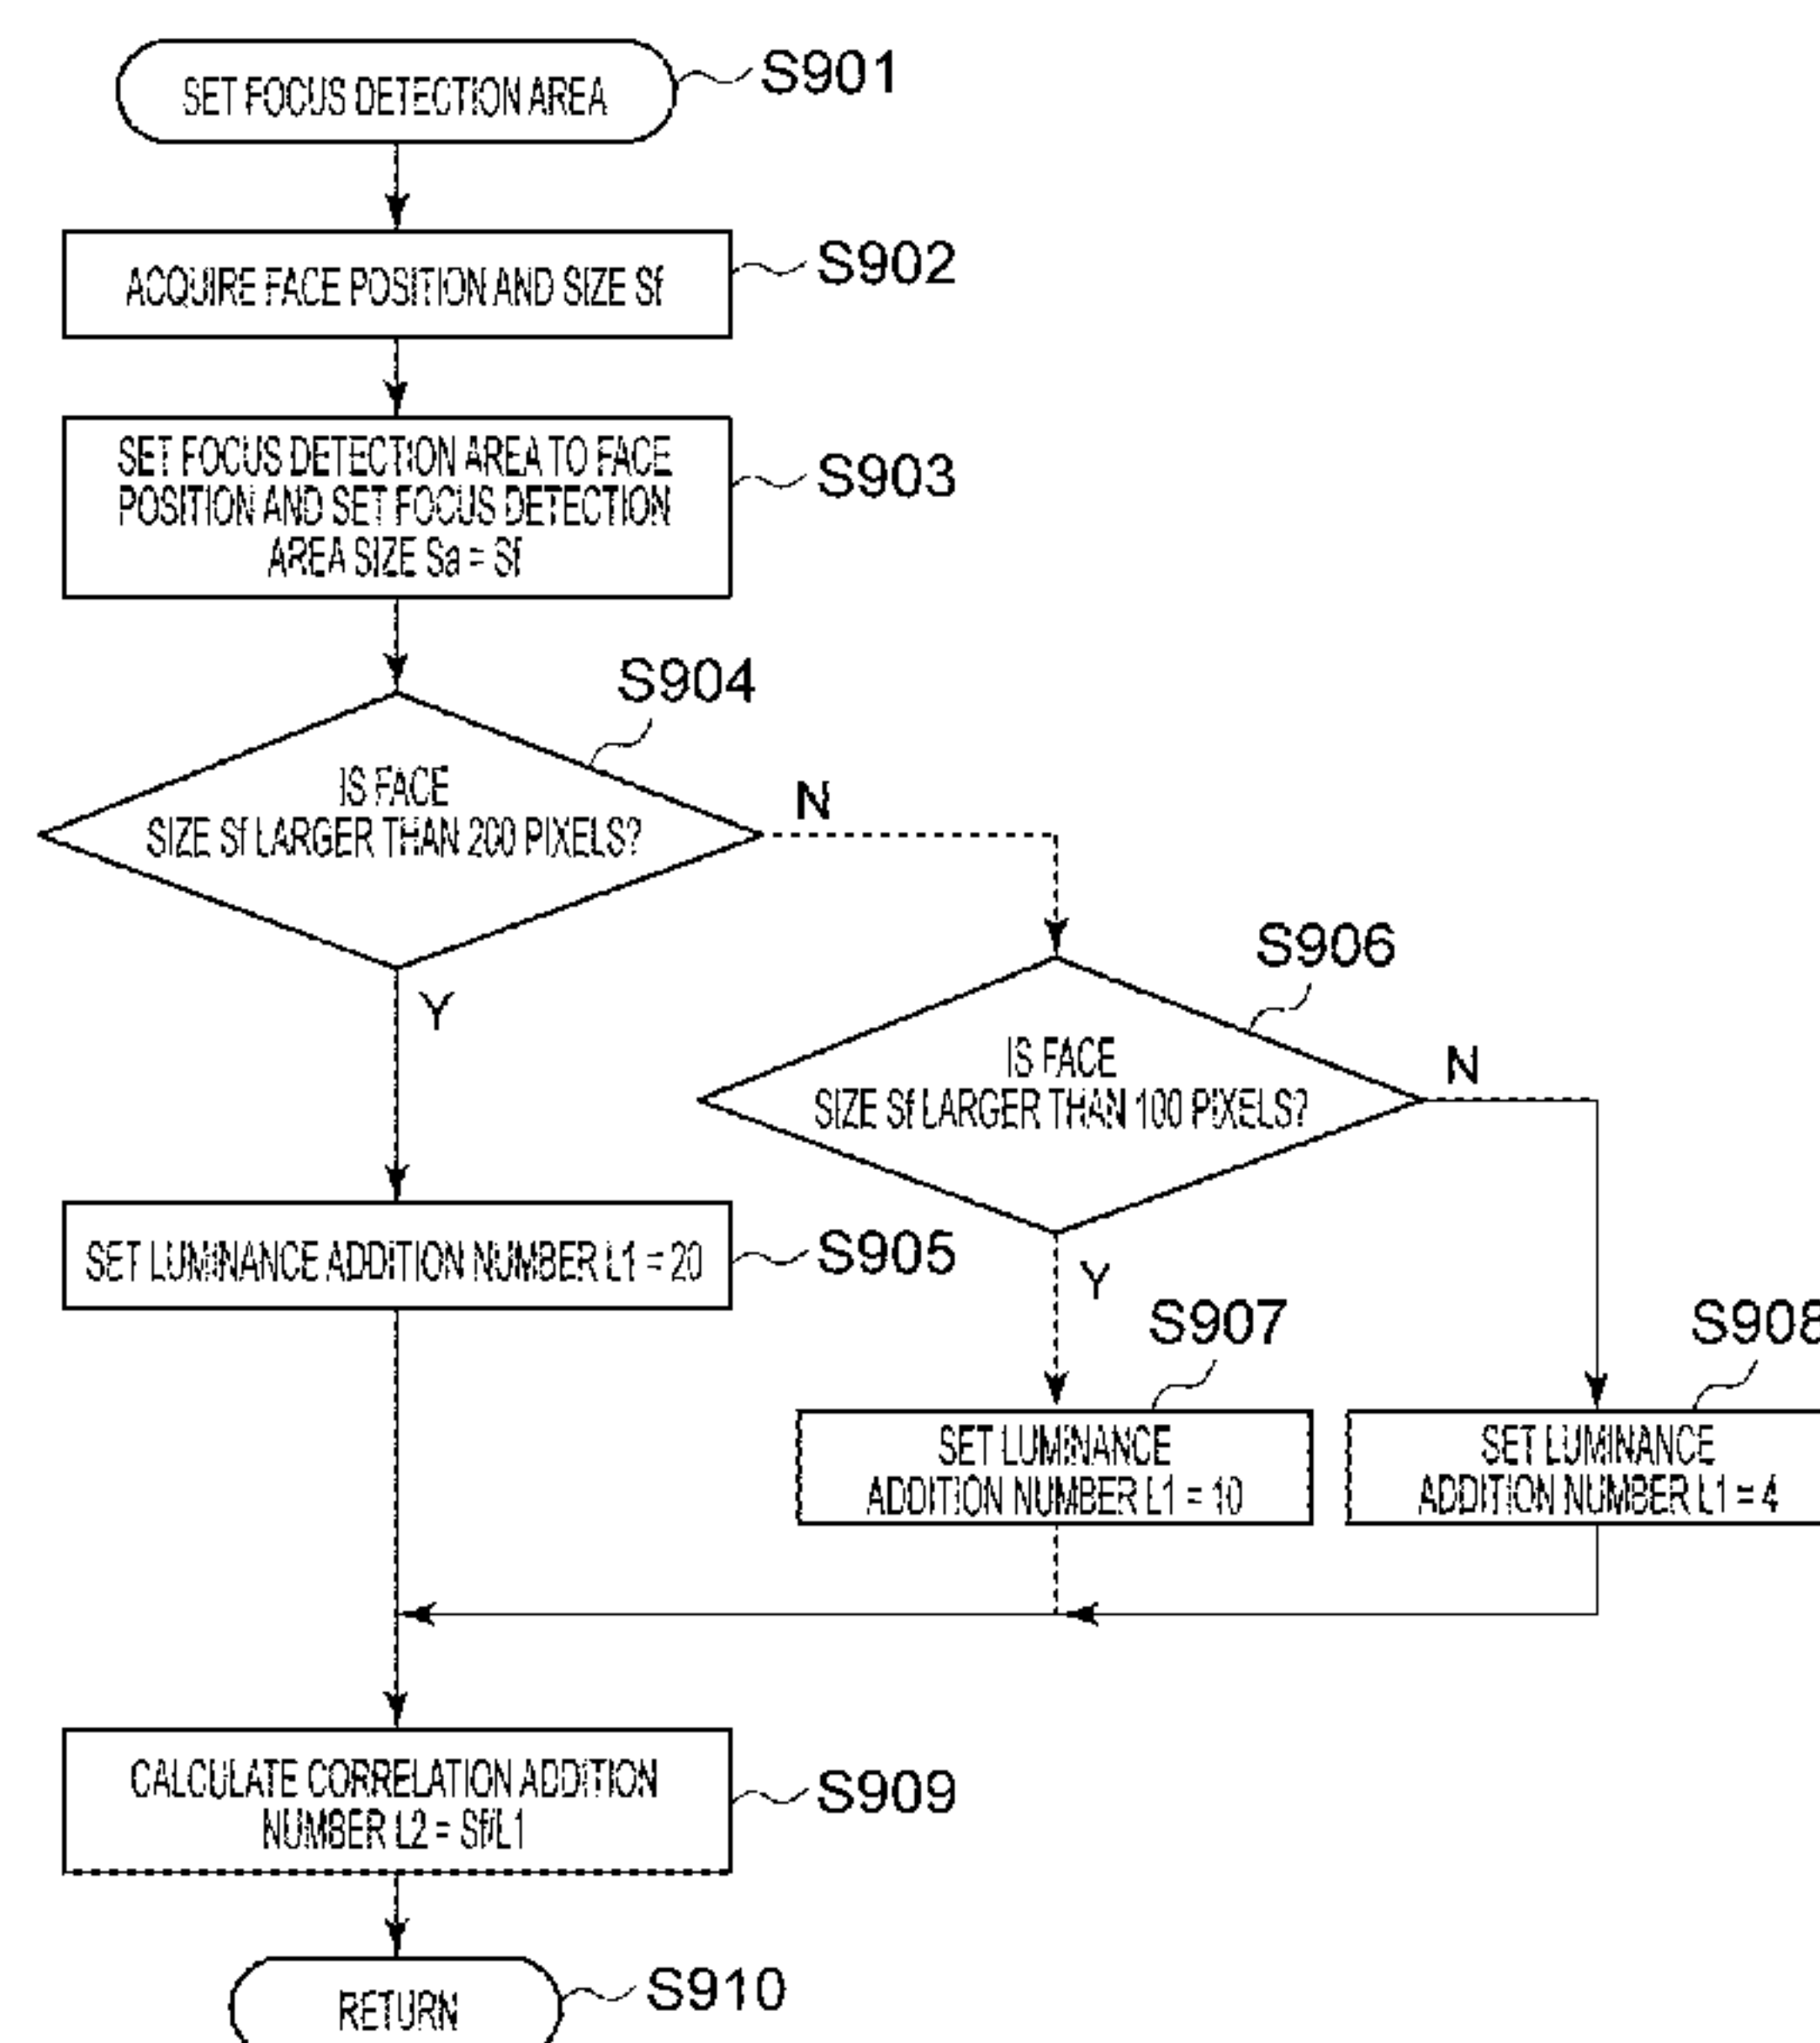 SET FOCUS DETECTION AREA
S901
ACQUIRE FACE POSITION AND SIZE Sf
S902
SET FOCUS DETECTION AREA TO FACE
POSITION AND SET FOCUS DETECTION
AREA SIZE Sa = Sf
S903
S904
IS FACE
SIZE Sf LARGER THAN 200 PIXELS?
N
Y
S906
IS FACE
SIZE Sf LARGER THAN 100 PIXELS?
N
Y
SET LUMINANCE ADDITION NUMBER L1 = 20
S905
S907
SET LUMINANCE
ADDITION NUMBER L1 = 10
S908
SET LUMINANCE
ADDITION NUMBER L1 = 4
CALCULATE CORRELATION ADDITION
NUMBER L2 = Sf/L1
S909
RETURN
S910